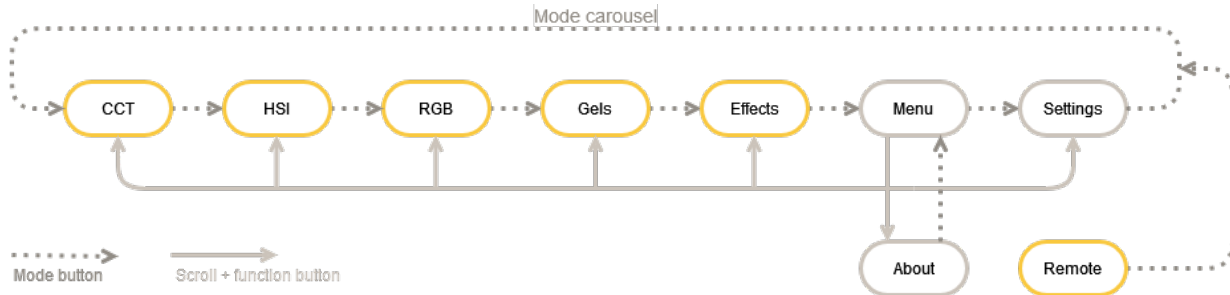 Mode carousel
CCT
HSI
RGB
Gels
Effects
Menu
Settings
About
Remote
Mode button
Scroll + function button